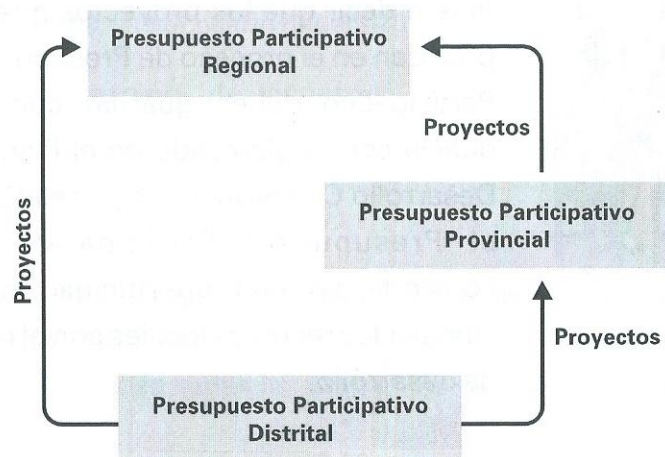 Presupuesto Participativo
Regional
Proyectos
Proyectos
Presupuesto Participativo
Provincial
Proyectos
Presupuesto Participativo
Distrital